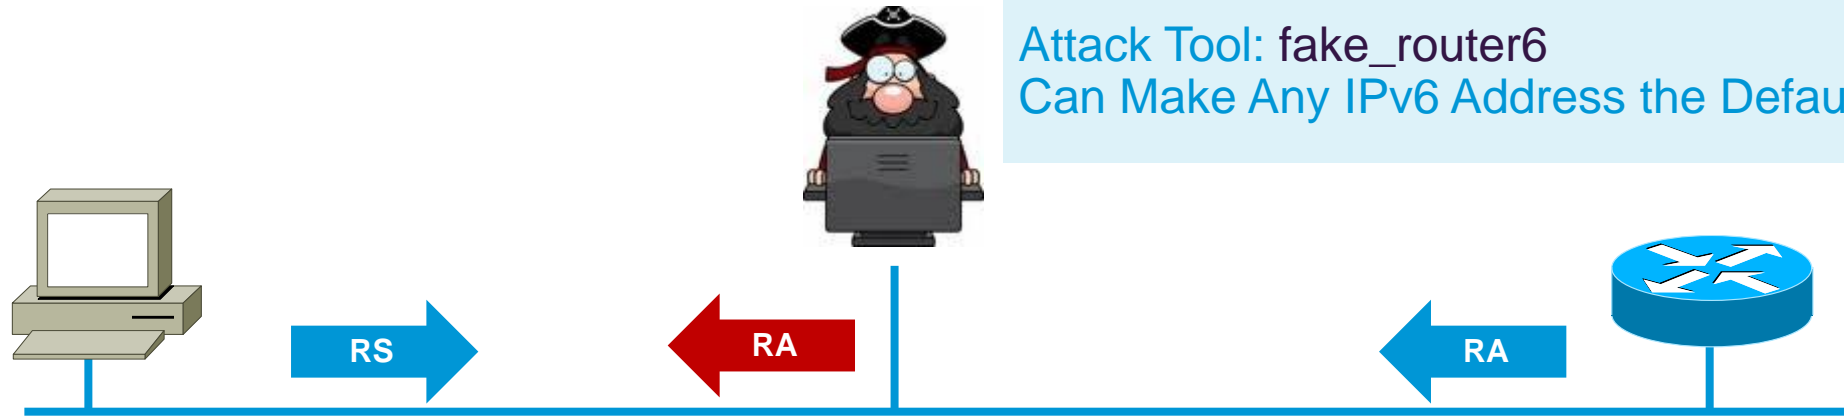 Attack Tool: fake_router6
Can Make Any IPv6 Address the Defau
RS
RA
RA